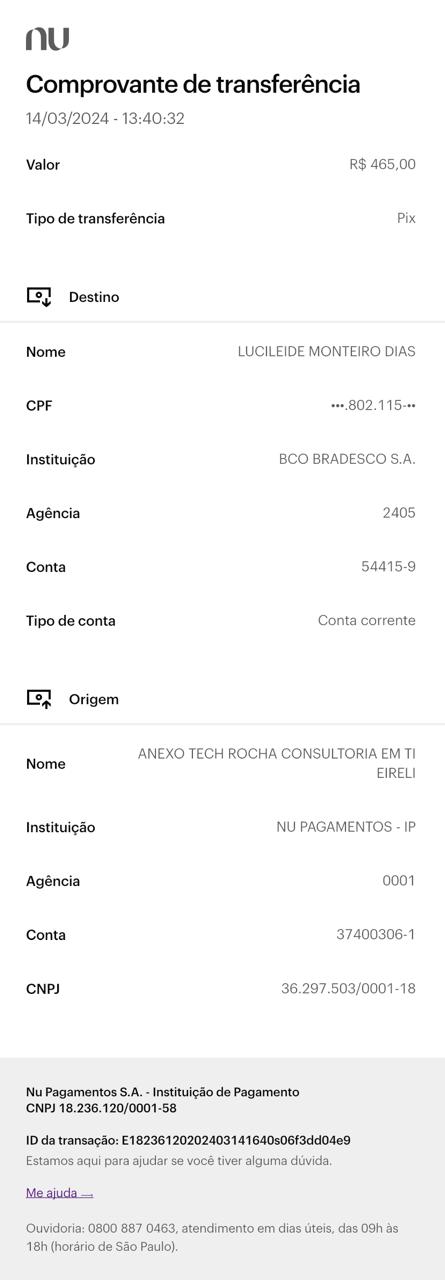 nu
Comprovante de transferência
14/03/2024 - 13:40:32
Valor R$ 465,00
Tipo de transferência Pix
Destino
Nome LUCILEIDE MONTEIRO DIAS
CPF •••.802.115-••
Instituição BCO BRADESCO S.A.
Agência 2405
Conta 54415-9
Tipo de conta Conta corrente
Origem
Nome ANEXO TECH ROCHA CONSULTORIA EM TI
EIRELI
Instituição NU PAGAMENTOS - IP
Agência 0001
Conta 37400306-1
CNPJ 36.297.503/0001-18
Nu Pagamentos S.A. - Instituição de Pagamento
CNPJ 18.236.120/0001-58
ID da transação: E18236120202403141640s06f3dd04e9
Estamos aqui para ajudar se você tiver alguma dúvida.
Me ajuda
Ouvidoria: 0800 887 0463, atendimento em dias úteis, das 09h às
18h (horário de São Paulo).